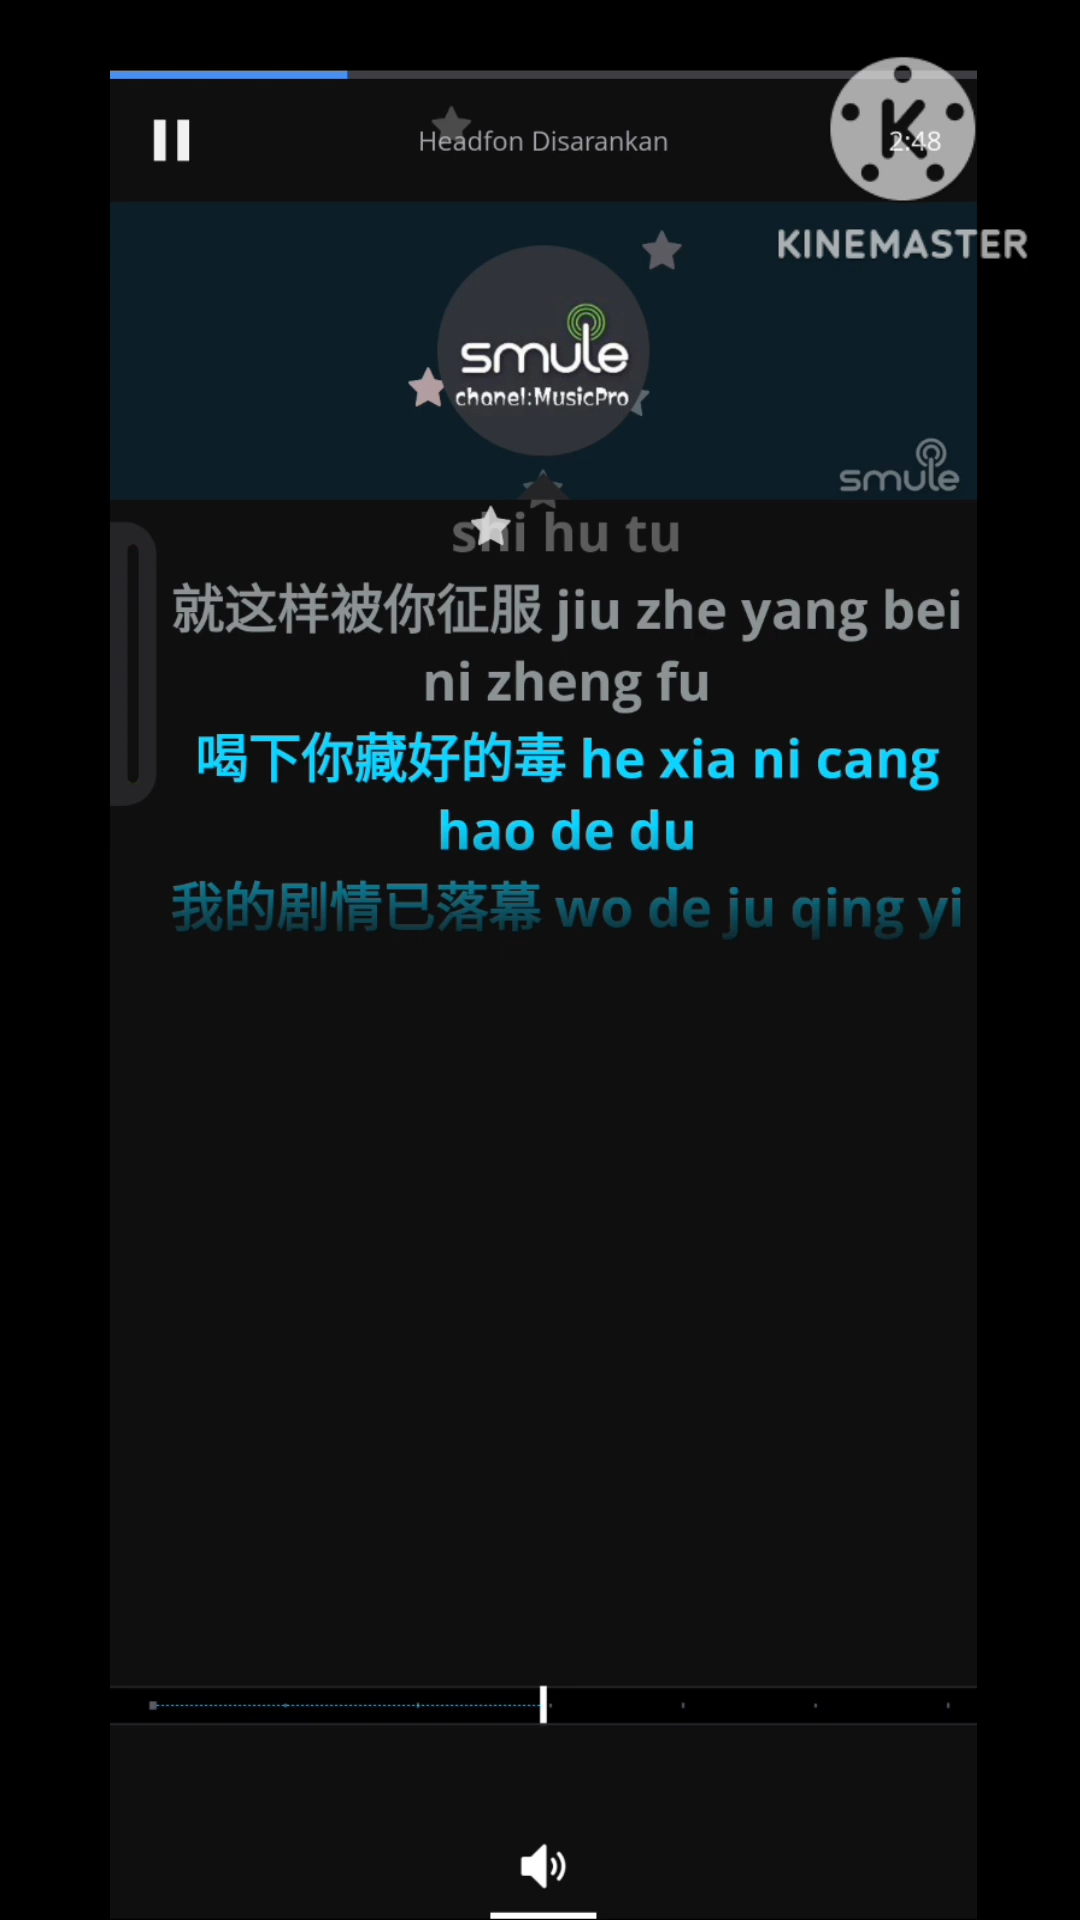 Headfon Disarankan
2:48
K
KINEMASTER
smule
chanel:MusicPro
smule
shi hu tu
就这样被你征服 jiu zhe yang bei
ni zheng fu
喝下你藏好的毒 he xia ni cang
hao de du
我的剧情已落幕 wo de ju qing yi